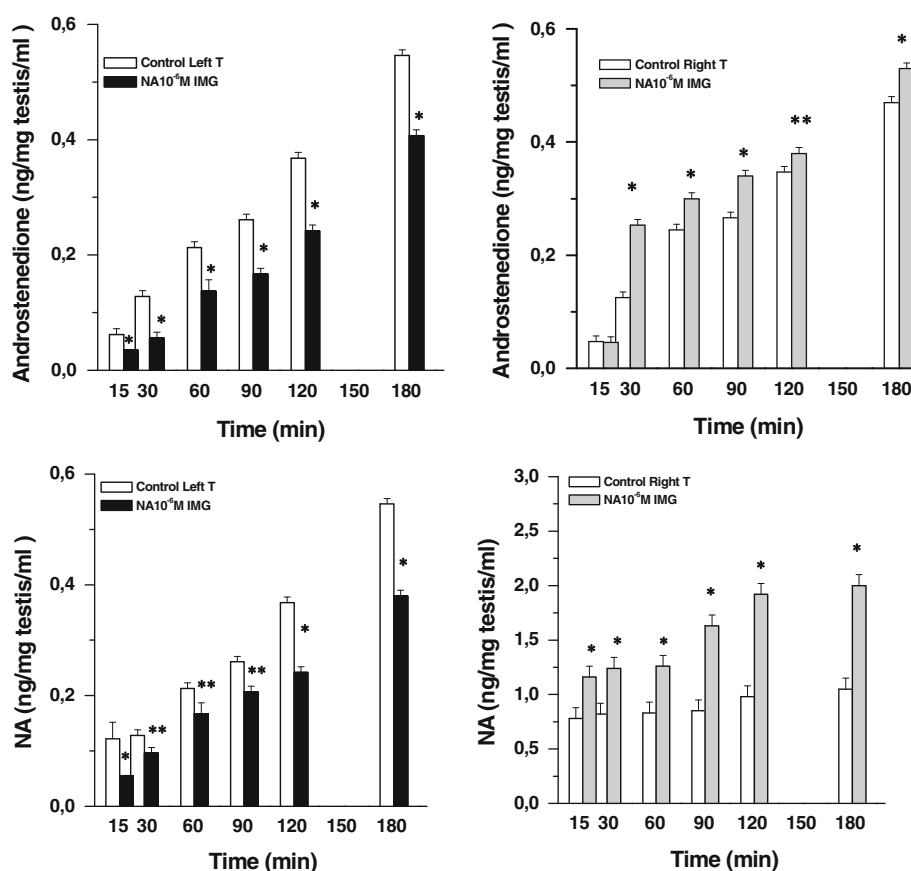 Androstenedione (ng/mg testis/ml)
0,6
0,4
0,2
0,0
Control Left T
NA10⁻⁶M IMG
* * * * * *
15 30 60 90 120 150 180
Time (min)
Androstenedione (ng/mg testis/ml)
0,6
0,4
0,2
0,0
Control Right T
NA10⁻⁶M IMG
* * * ** *
15 30 60 90 120 150 180
Time (min)
NA (ng/mg testis/ml)
0,6
0,4
0,2
0,0
Control Left T
NA10⁻⁶M IMG
* ** ** ** * *
15 30 60 90 120 150 180
Time (min)
NA (ng/mg testis/ml)
3,0
2,5
2,0
1,5
1,0
0,5
0,0
Control Right T
NA10⁻⁶M IMG
* * * * * *
15 30 60 90 120 150 180
Time (min)